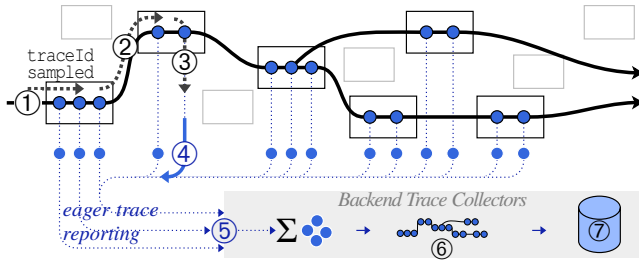 ②
③
traceId
sampled
①
④
Backend Trace Collectors
eager trace
reporting
⑤
Σ
⑥
⑦